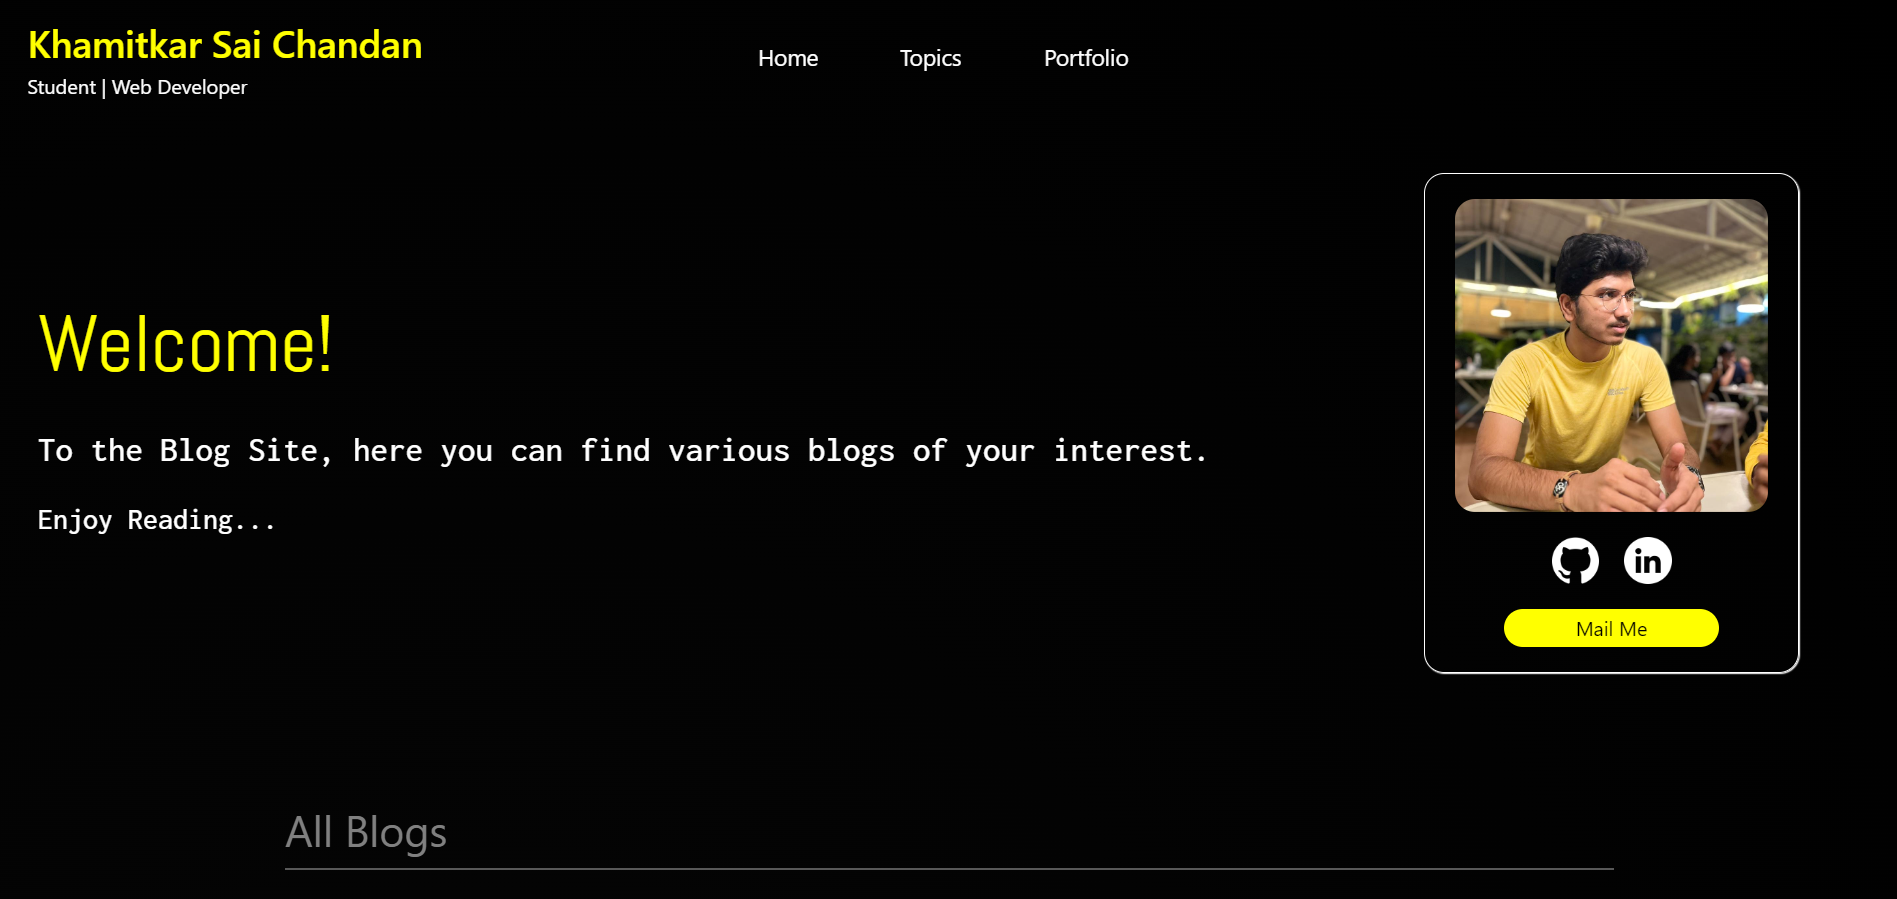 Khamitkar Sai Chandan
Student | Web Developer
Home
Topics
Portfolio
Welcome!
To the Blog Site, here you can find various blogs of your interest.
Enjoy Reading...
in
Mail Me
All Blogs